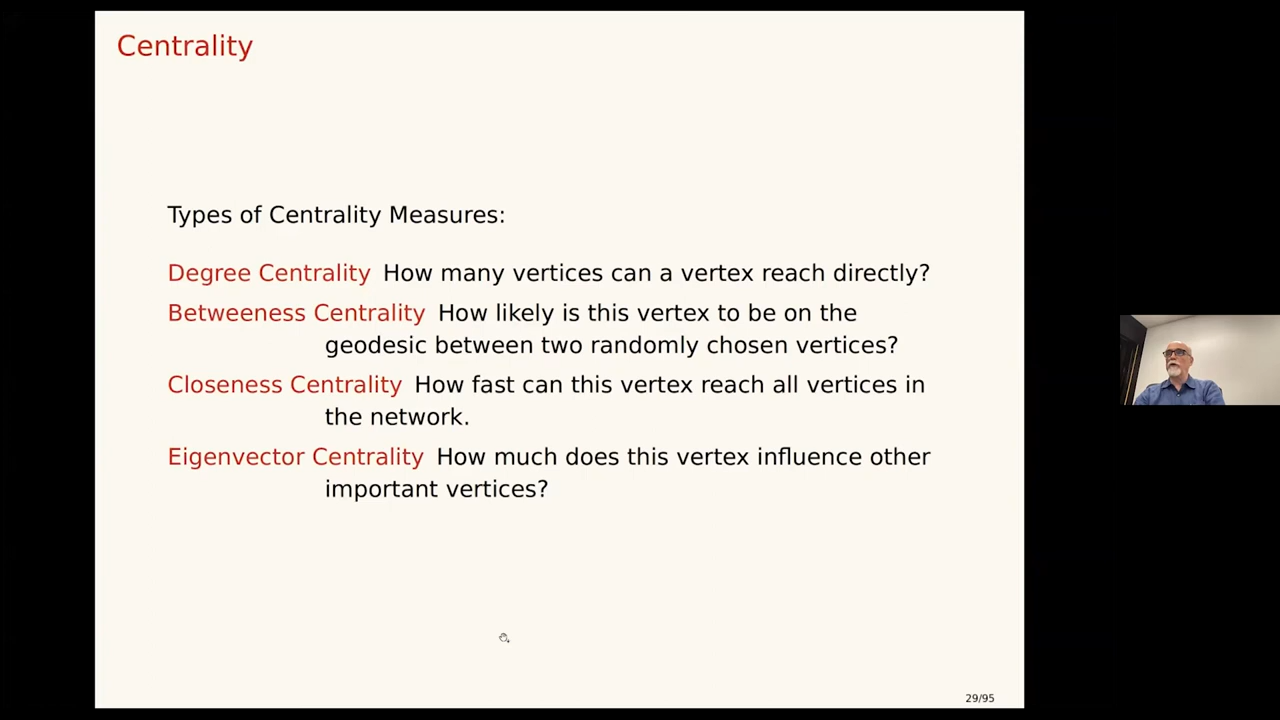 Centrality
Types of Centrality Measures:
Degree Centrality How many vertices can a vertex reach directly?
Betweeness Centrality How likely is this vertex to be on the
geodesic between two randomly chosen vertices?
Closeness Centrality How fast can this vertex reach all vertices in
the network.
Eigenvector Centrality How much does this vertex influence other
important vertices?
29/95